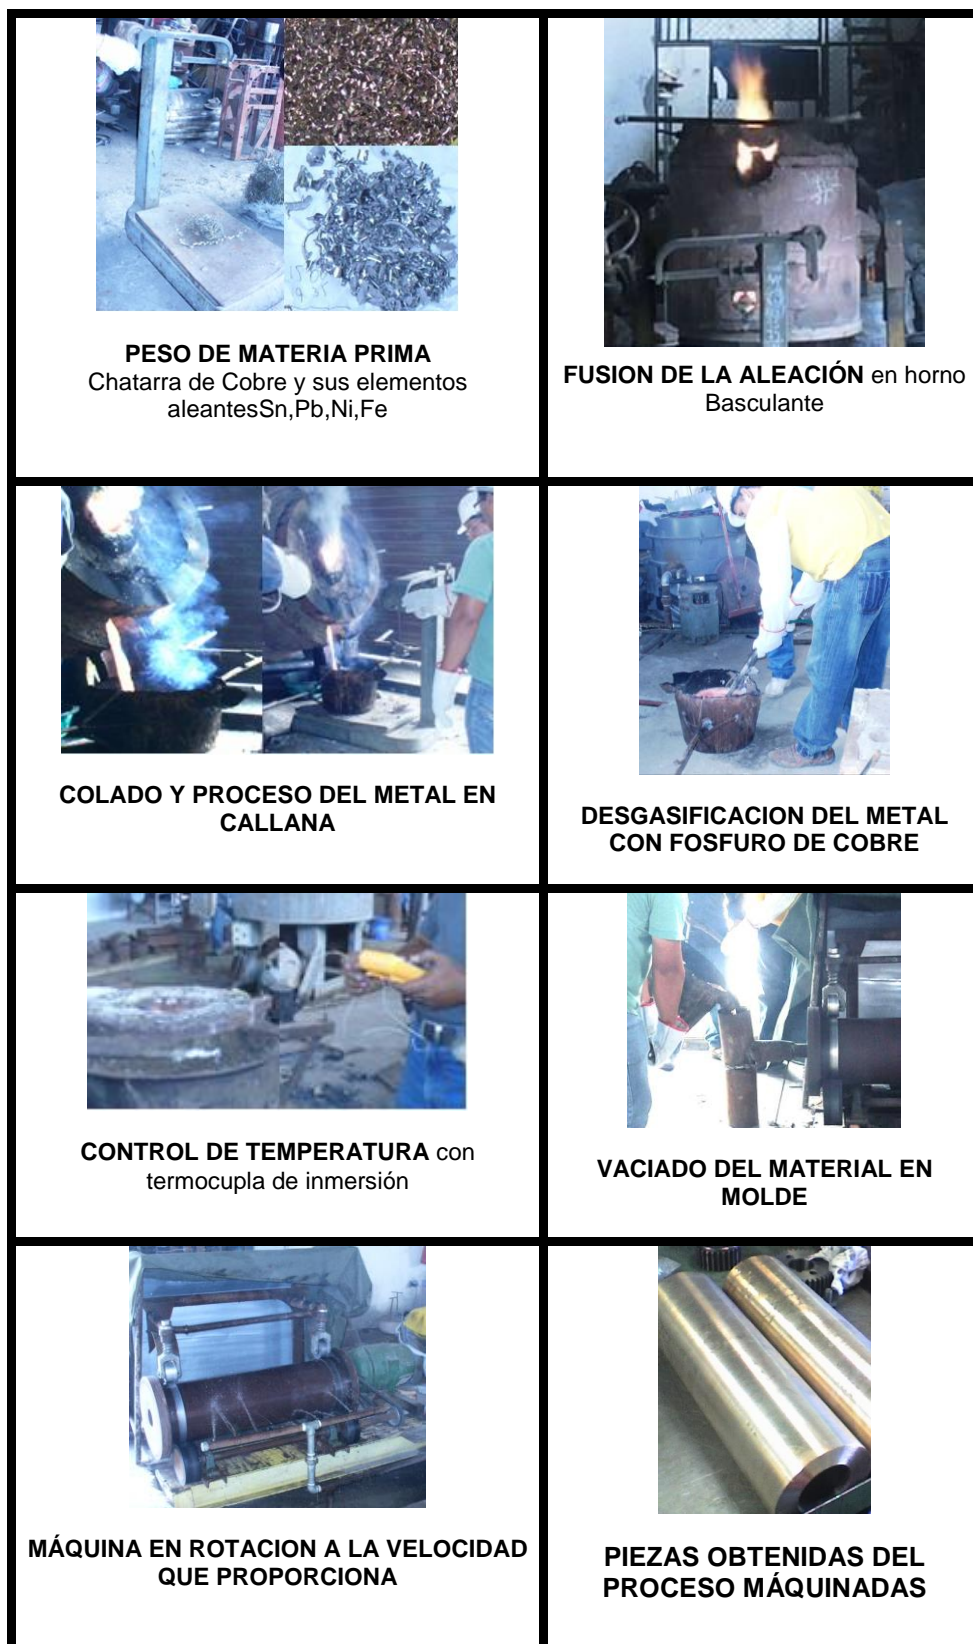 PESO DE MATERIA PRIMA
Chatarra de Cobre y sus elementos
aleantesSn,Pb,Ni,Fe
FUSION DE LA ALEACIÓN en horno
Basculante
COLADO Y PROCESO DEL METAL EN
CALLANA
DESGASIFICACION DEL METAL
CON FOSFURO DE COBRE
CONTROL DE TEMPERATURA con
termocupla de inmersión
VACIADO DEL MATERIAL EN
MOLDE
MÁQUINA EN ROTACION A LA VELOCIDAD
QUE PROPORCIONA
PIEZAS OBTENIDAS DEL
PROCESO MÁQUINADAS